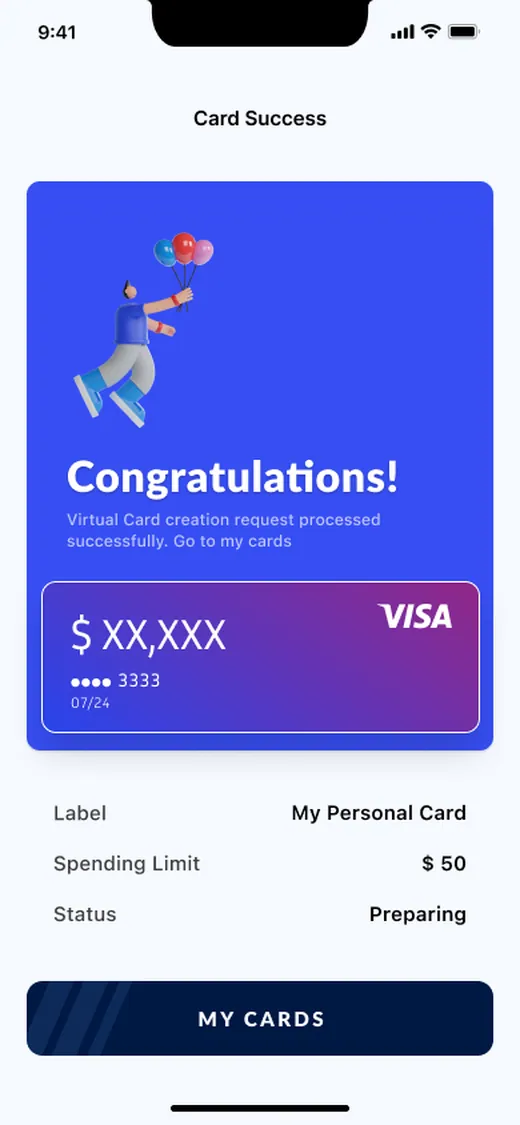 9:41
Card Success
Congratulations!
Virtual Card creation request processed
successfully. Go to my cards
$ XX,XXX
VISA
•••• 3333
07/24
Label My Personal Card
Spending Limit $ 50
Status Preparing
MY CARDS